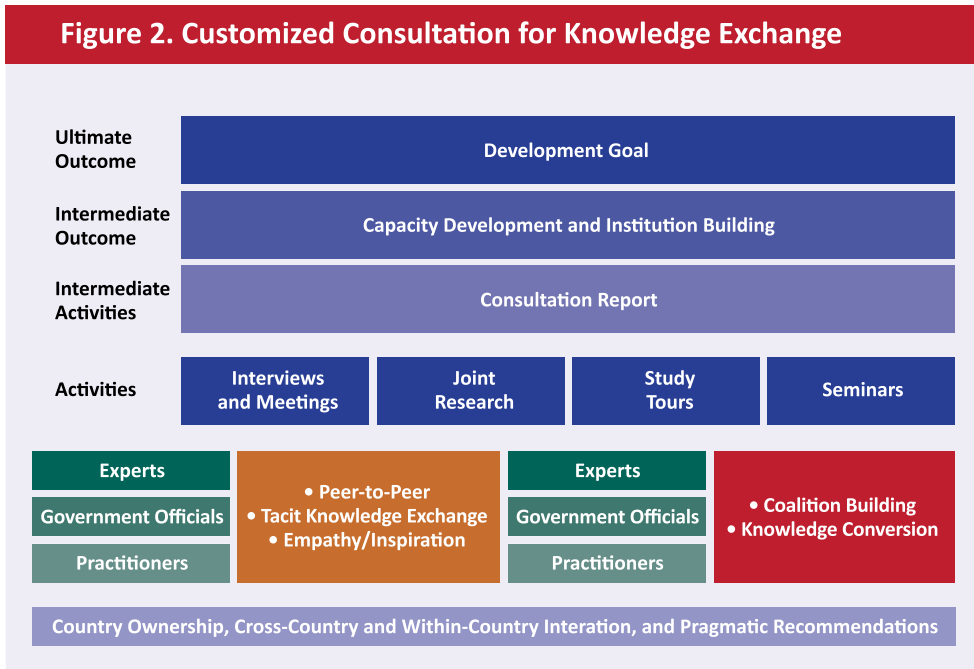 Figure 2. Customized Consultation for Knowledge Exchange
Ultimate
Outcome
Development Goal
Intermediate
Outcome
Capacity Development and Institution Building
Intermediate
Activities
Consultation Report
Activities
Interviews
and Meetings
Joint
Research
Study
Tours
Seminars
Experts
Government Officials
Practitioners
• Peer-to-Peer
• Tacit Knowledge Exchange
• Empathy/Inspiration
Experts
Government Officials
Practitioners
• Coalition Building
• Knowledge Conversion
Country Ownership, Cross-Country and Within-Country Interation, and Pragmatic Recommendations